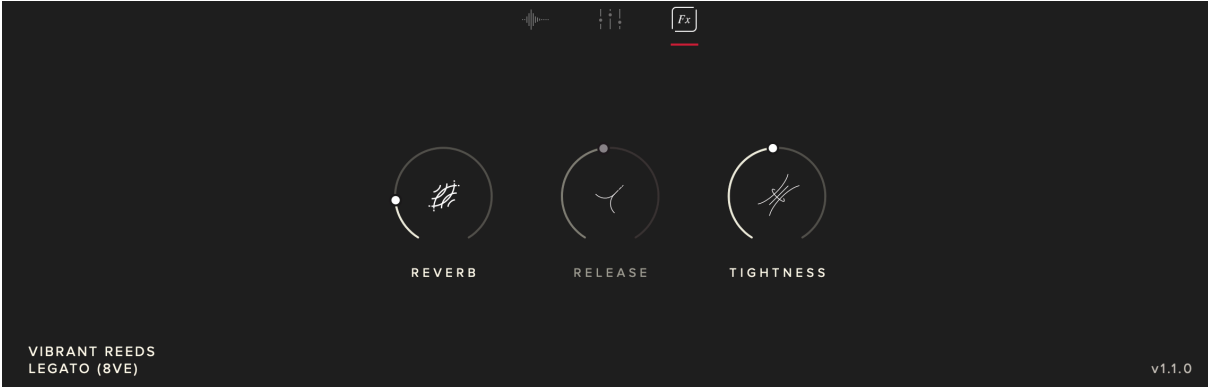 Fx
REVERB
RELEASE
TIGHTNESS
VIBRANT REEDS
LEGATO (8VE)
v1.1.0